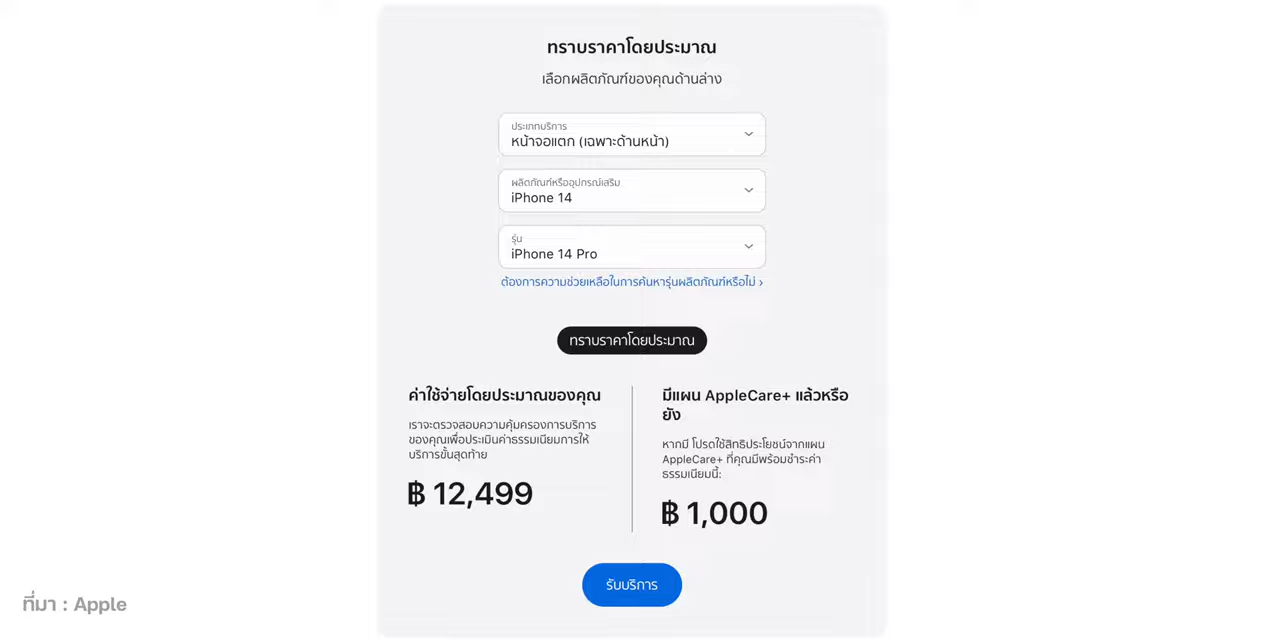 ทราบราคาโดยประมาณ
เลือกผลิตภัณฑ์ของคุณด้านล่าง
ประเภทบริการ
หน้าจอแตก (เฉพาะด้านหน้า)
ผลิตภัณฑ์หรืออุปกรณ์เสริม
iPhone 14
รุ่น
iPhone 14 Pro
ต้องการความช่วยเหลือในการค้นหารุ่นผลิตภัณฑ์หรือไม่ ›
ทราบราคาโดยประมาณ
ค่าใช้จ่ายโดยประมาณของคุณ
เราจะตรวจสอบความคุ้มครองการบริการ
ของคุณเพื่อประเมินค่าธรรมเนียมการให้
บริการขั้นสุดท้าย
฿ 12,499
มีแผน AppleCare+ แล้วหรือ
ยัง
หากมี โปรดใช้สิทธิประโยชน์จากแผน
AppleCare+ ที่คุณมีพร้อมชำระค่า
ธรรมเนียมนี้:
฿ 1,000
รับบริการ
ที่มา : Apple